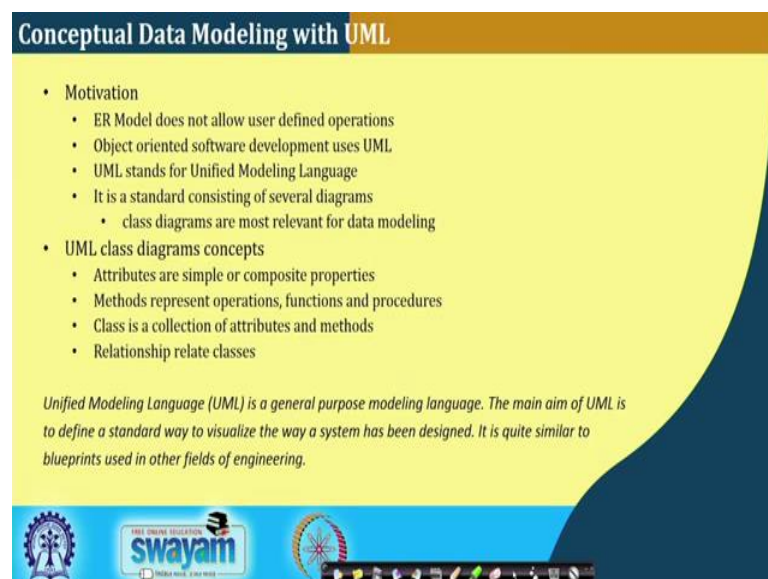 Conceptual Data Modeling with UML
• Motivation
• ER Model does not allow user defined operations
• Object oriented software development uses UML
• UML stands for Unified Modeling Language
• It is a standard consisting of several diagrams
• class diagrams are most relevant for data modeling
• UML class diagrams concepts
• Attributes are simple or composite properties
• Methods represent operations, functions and procedures
• Class is a collection of attributes and methods
• Relationship relate classes
Unified Modeling Language (UML) is a general purpose modeling language. The main aim of UML is
to define a standard way to visualize the way a system has been designed. It is quite similar to
blueprints used in other fields of engineering.
FREE ONLINE EDUCATION
swayam